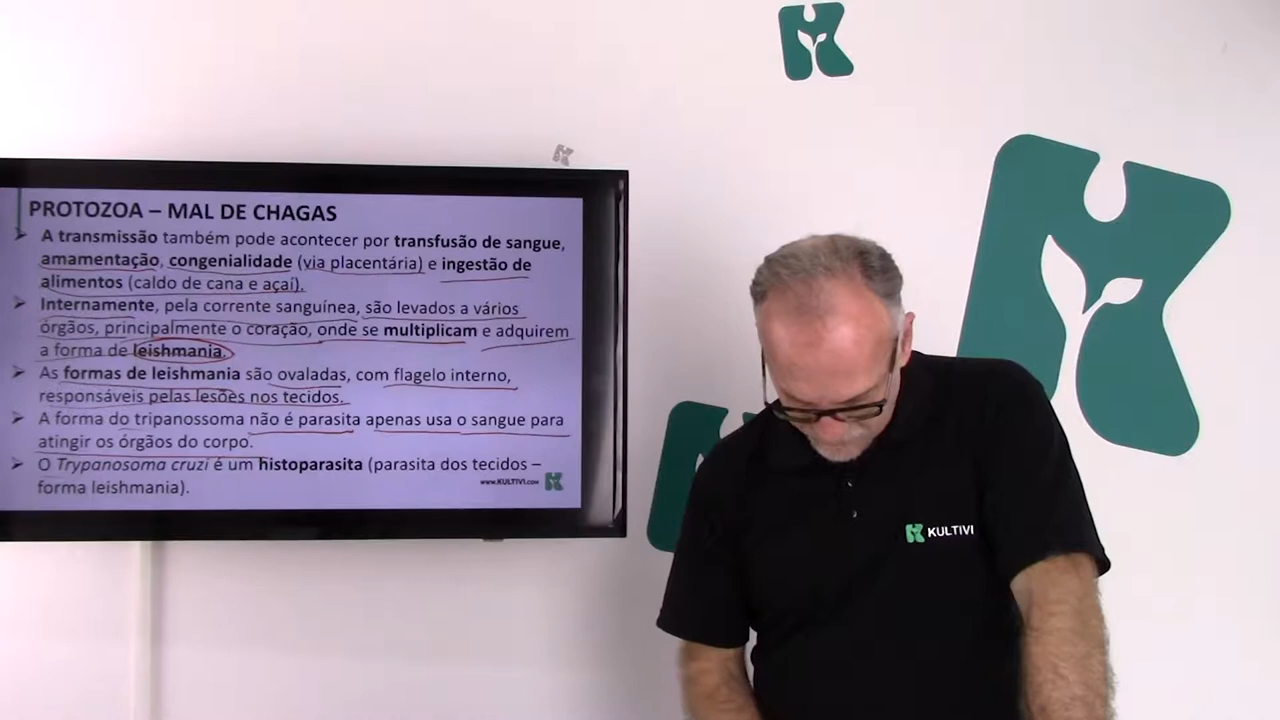 PROTOZOA – MAL DE CHAGAS
➤ A transmissão também pode acontecer por transfusão de sangue,
amamentação, congenialidade (via placentária) e ingestão de
alimentos (caldo de cana e açaí).
➤ Internamente, pela corrente sanguínea, são levados a vários
órgãos, principalmente o coração, onde se multiplicam e adquirem
a forma de leishmania.
➤ As formas de leishmania são ovaladas, com flagelo interno,
responsáveis pelas lesões nos tecidos.
➤ A forma do tripanossoma não é parasita apenas usa o sangue para
atingir os órgãos do corpo.
➤ O Trypanosoma cruzi é um histoparasita (parasita dos tecidos –
forma leishmania).
www.KULTIVI.com
KULTIVI